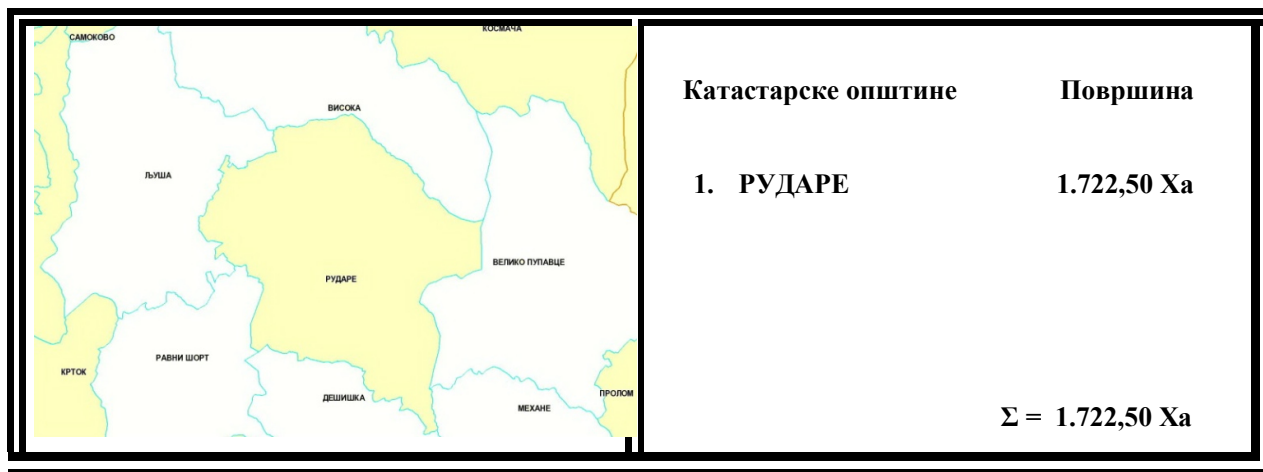 САМОКОВО
КОСМАЧА
ВИСОКА
ЉУША
ВЕЛИКО ПУПАВЦЕ
РУДАРЕ
РАВНИ ШОРТ
КРТОК
ДЕШИШКА
МЕХАНЕ
ПРОЛОМ
Катастарске општине Површина
1. РУДАРЕ 1.722,50 Ха
Σ = 1.722,50 Ха